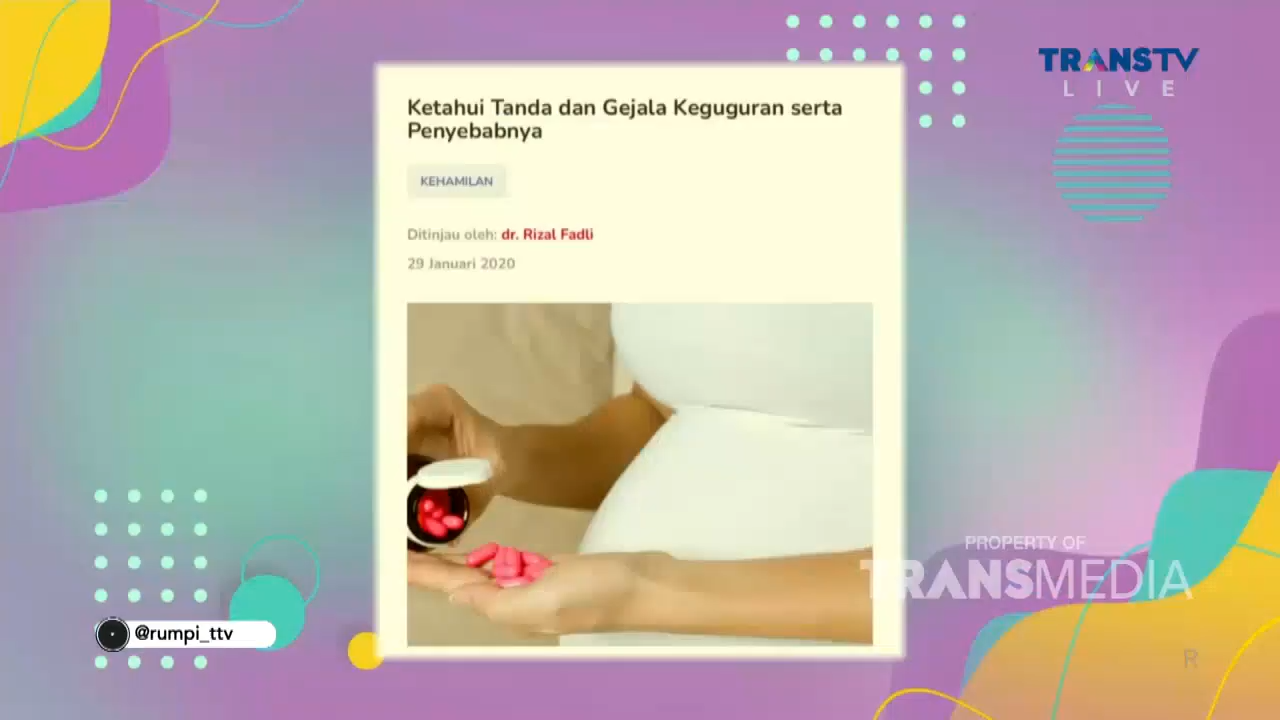 TRANSTV
LIVE
Ketahui Tanda dan Gejala Keguguran serta
Penyebabnya
KEHAMILAN
Ditinjau oleh: dr. Rizal Fadli
29 Januari 2020
PROPERTY OF
TRANSMEDIA
@rumpi_ttv
R